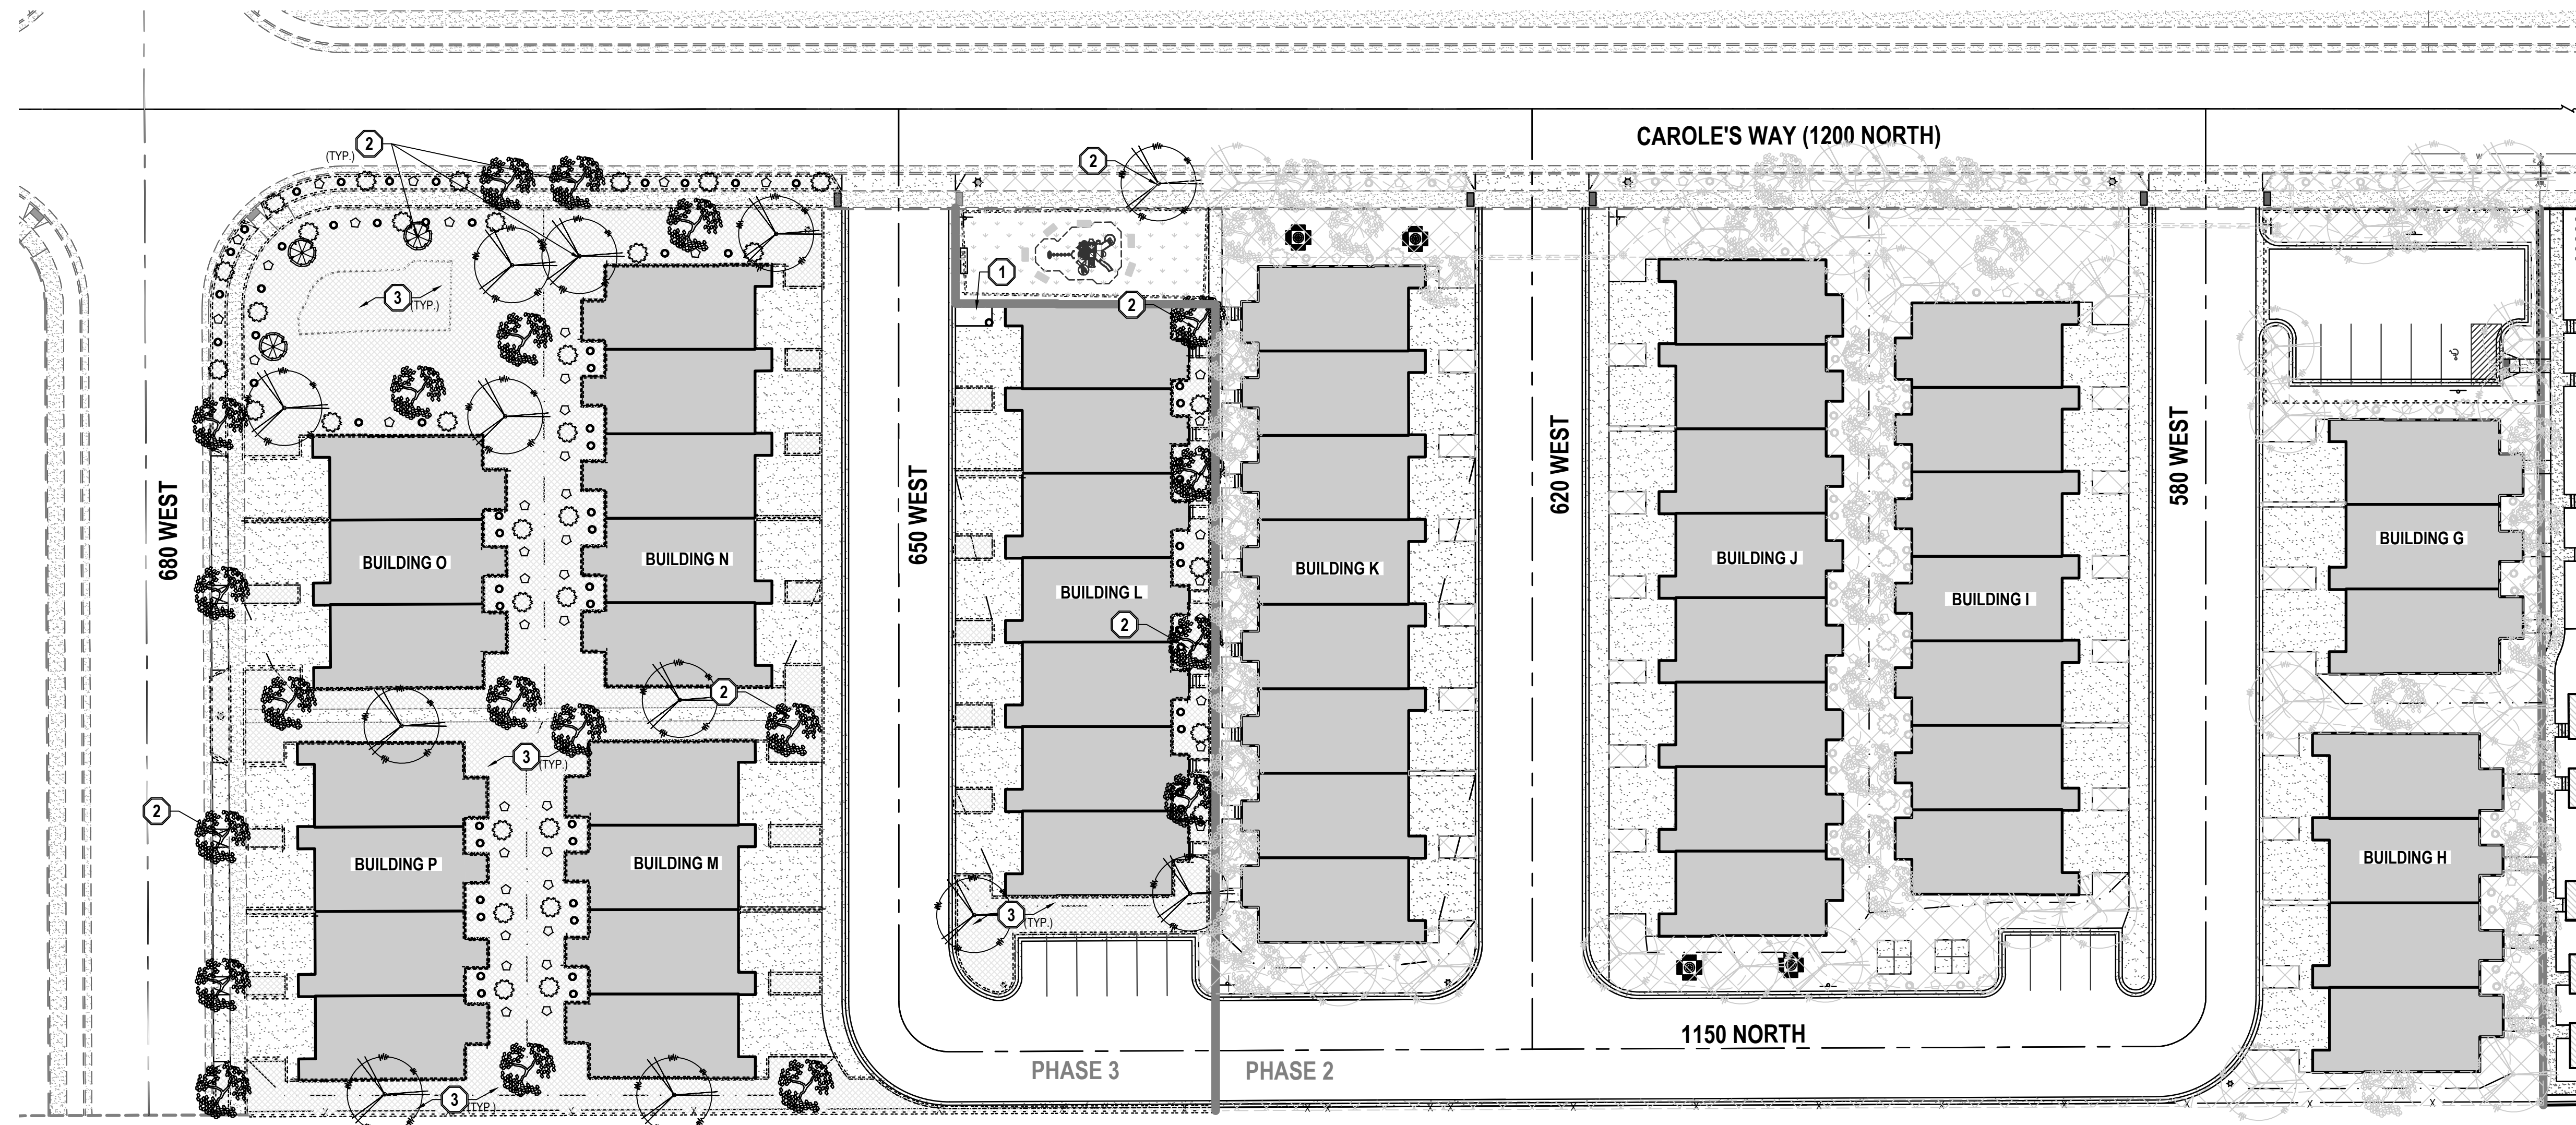 CAROLE'S WAY (1200 NORTH)
2
(TYP.)
2
1
3
(TYP.)
2
680 WEST
650 WEST
620 WEST
580 WEST
BUILDING O
BUILDING N
BUILDING L
BUILDING K
BUILDING J
BUILDING I
BUILDING G
2
2
3
(TYP.)
2
BUILDING P
BUILDING M
BUILDING H
3
(TYP.)
1150 NORTH
PHASE 3
PHASE 2
3
(TYP.)